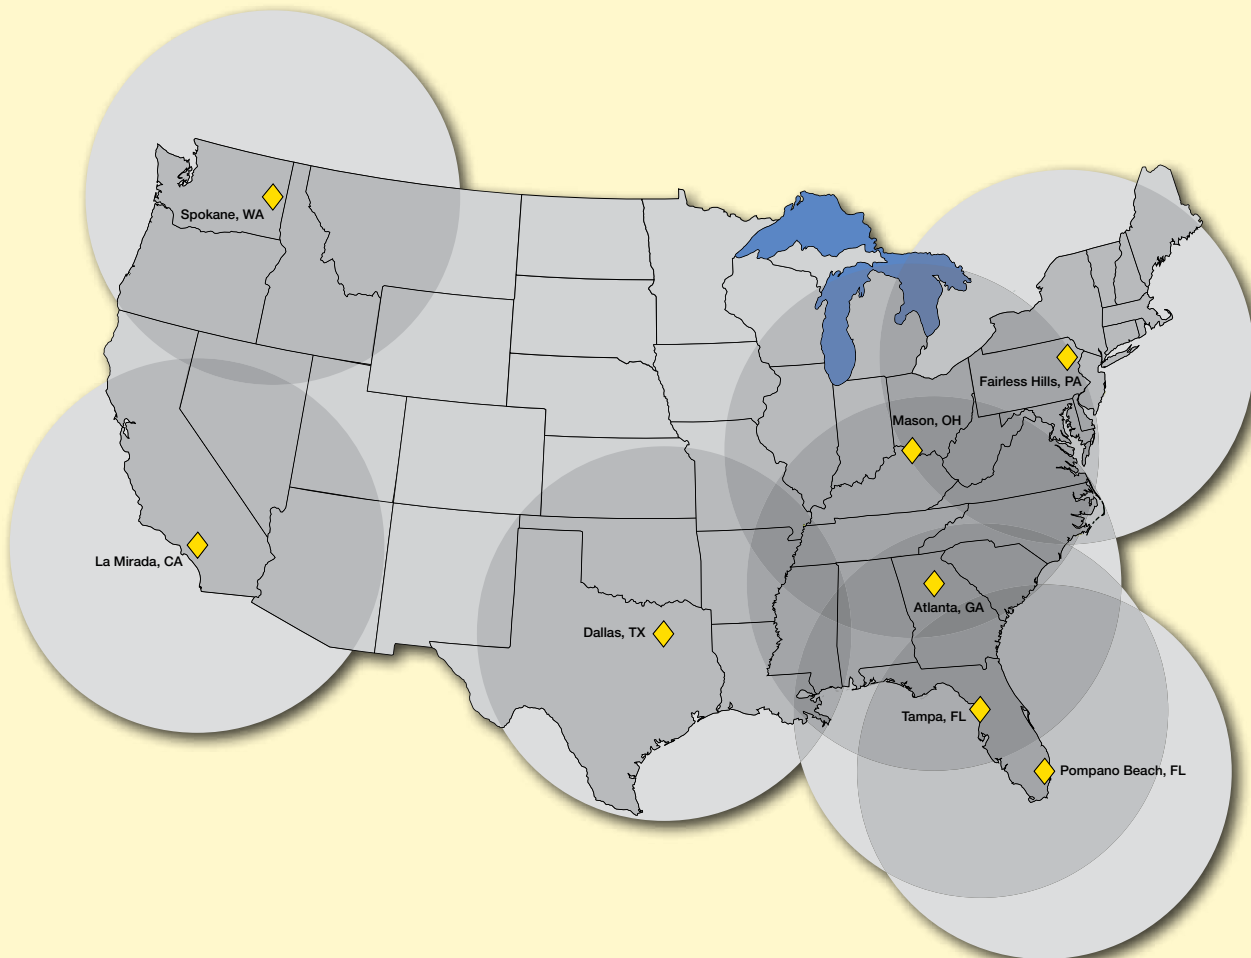 Spokane, WA
Fairless Hills, PA
Mason, OH
La Mirada, CA
Atlanta, GA
Dallas, TX
Tampa, FL
Pompano Beach, FL